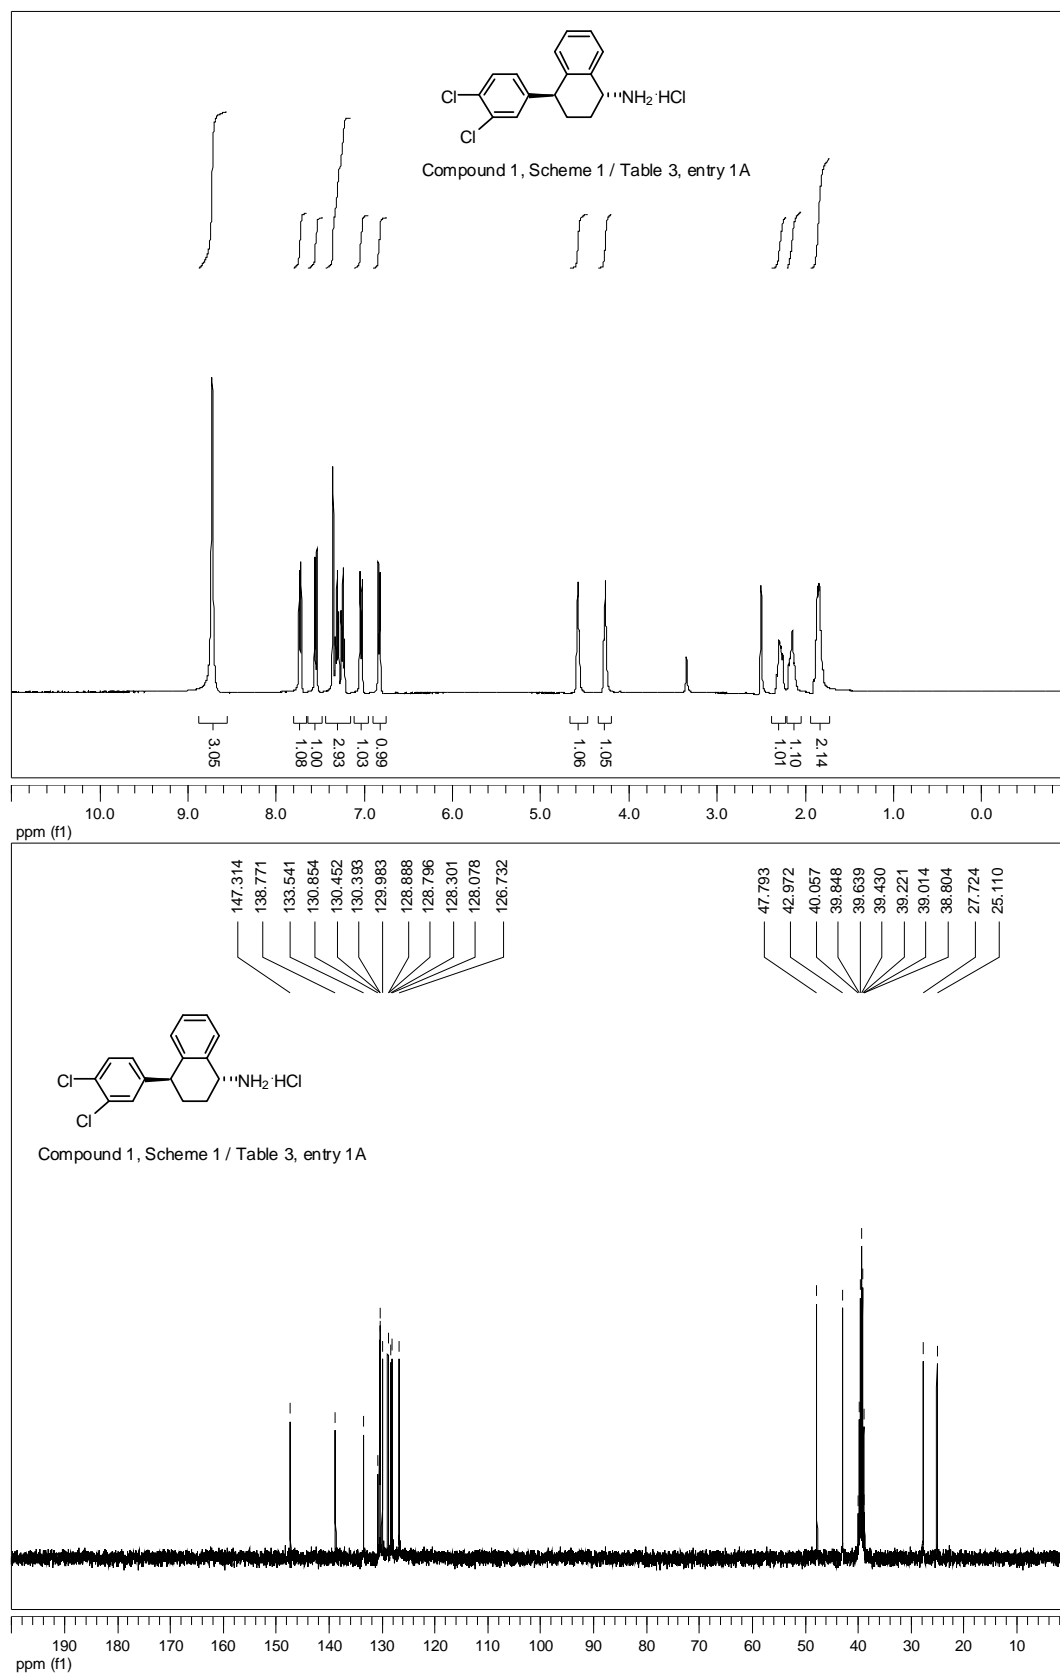 Cl
Cl
NH2·HCl
Compound 1, Scheme 1 / Table 3, entry 1A
3.05
1.08
1.00
2.93
1.03
0.99
1.06
1.05
1.01
1.10
2.14
10.0 9.0 8.0 7.0 6.0 5.0 4.0 3.0 2.0 1.0 0.0
ppm (f1)
147.314
138.771
133.541
130.854
130.452
130.393
129.983
128.888
128.796
128.301
128.078
126.732
47.793
42.972
40.057
39.848
39.639
39.430
39.221
39.014
38.804
27.724
25.110
Cl
Cl
NH2·HCl
Compound 1, Scheme 1 / Table 3, entry 1A
190 180 170 160 150 140 130 120 110 100 90 80 70 60 50 40 30 20 10
ppm (f1)